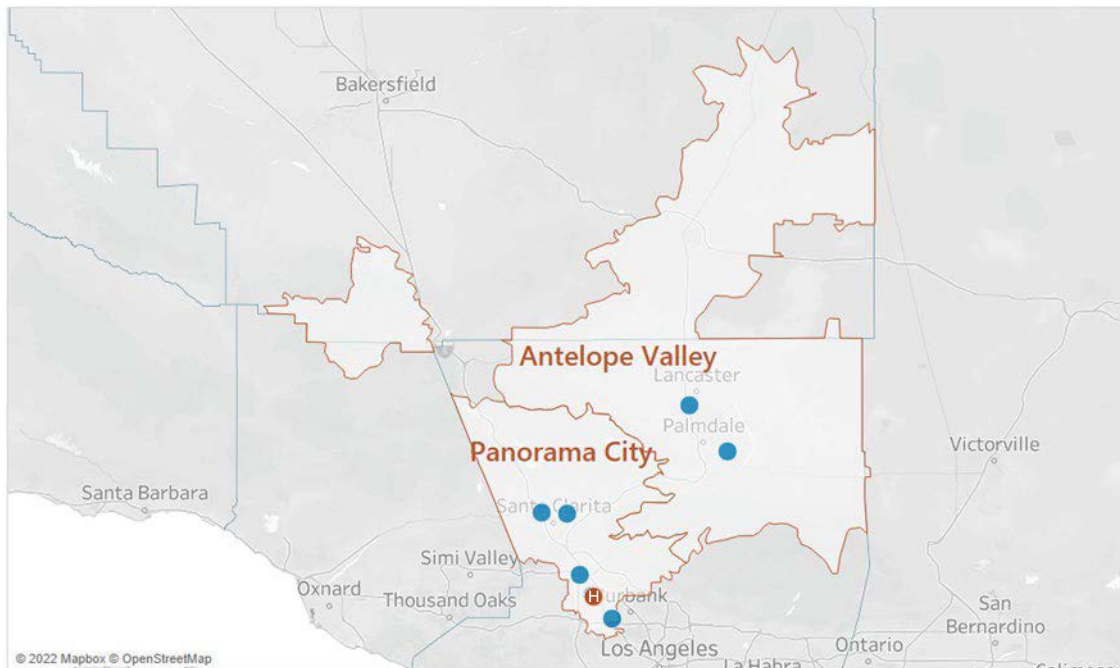 Bakersfield
Antelope Valley
Lancaster
Palmdale
Panorama City
Victorville
Santa Barbara
Santa Clarita
Simi Valley
Oxnard
Thousand Oaks
H
Burbank
San
Bernardino
Los Angeles
Ontario
La Habra
© 2022 Mapbox © OpenStreetMap